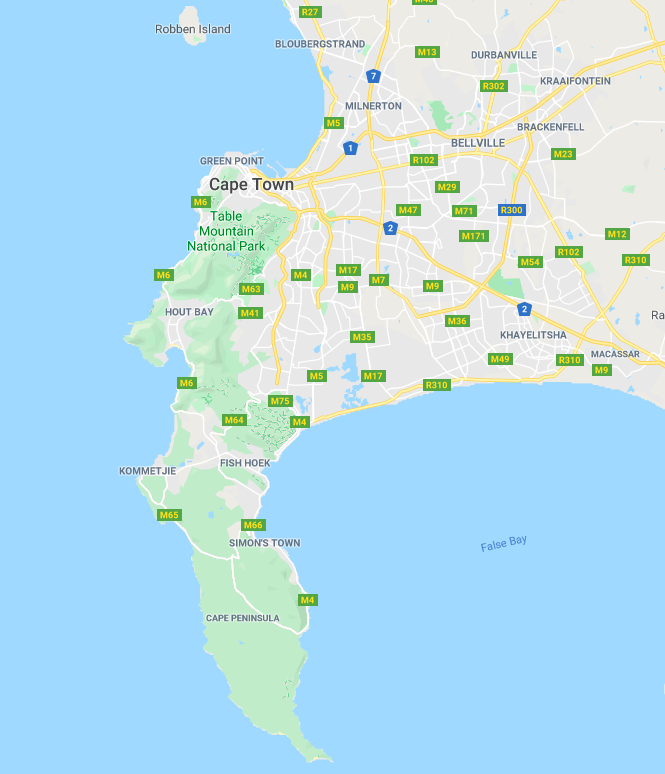 M48
R27
Robben Island
BLOUBERGSTRAND
M13
DURBANVILLE
7
R302
KRAAIFONTEIN
MILNERTON
M5
BRACKENFELL
1
BELLVILLE
M23
GREEN POINT
R102
Cape Town
M29
M6
M47
M71
R300
Table
Mountain
National Park
2
M171
M12
R102
M54
R310
M6
M4
M17
M7
M63
M9
M9
HOUT BAY
M41
2
Ra
M36
M35
KHAYELITSHA
MACASSAR
M49
R310
M9
M6
M5
M17
R310
M75
M64
M4
KOMMETJIE
FISH HOEK
M65
M66
SIMON'S TOWN
False Bay
M4
CAPE PENINSULA